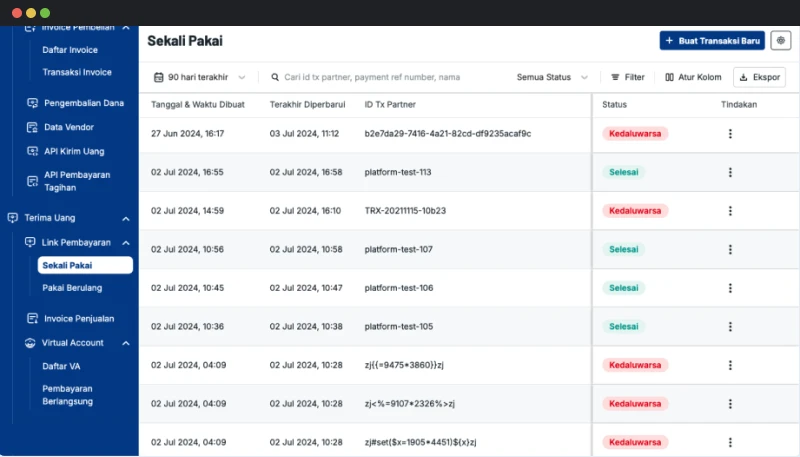 Invoice Pembelian
Daftar Invoice
Transaksi Invoice
Pengembalian Dana
Data Vendor
API Kirim Uang
API Pembayaran
Tagihan
Terima Uang
Link Pembayaran
Sekali Pakai
Pakai Berulang
Invoice Penjualan
Virtual Account
Daftar VA
Pembayaran
Berlangsung
Sekali Pakai
+ Buat Transaksi Baru
90 hari terakhir Cari id tx partner, payment ref number, nama Semua Status Filter Atur Kolom Ekspor
Tanggal & Waktu Dibuat Terakhir Diperbarui ID Tx Partner Status Tindakan
27 Jun 2024, 16:17 03 Jul 2024, 11:12 b2e7da29-7416-4a21-82cd-df9235acaf9c Kedaluwarsa
02 Jul 2024, 16:55 02 Jul 2024, 16:58 platform-test-113 Selesai
02 Jul 2024, 14:59 02 Jul 2024, 16:10 TRX-20211115-10b23 Kedaluwarsa
02 Jul 2024, 10:56 02 Jul 2024, 10:58 platform-test-107 Selesai
02 Jul 2024, 10:45 02 Jul 2024, 10:47 platform-test-106 Selesai
02 Jul 2024, 10:36 02 Jul 2024, 10:38 platform-test-105 Selesai
02 Jul 2024, 04:09 02 Jul 2024, 10:28 zj{{=9475*3860}}zj Kedaluwarsa
02 Jul 2024, 04:09 02 Jul 2024, 10:28 zj<%=9107*2326%>zj Kedaluwarsa
02 Jul 2024, 04:09 02 Jul 2024, 10:28 zj#set($x=1905*4451)${x}zj Kedaluwarsa